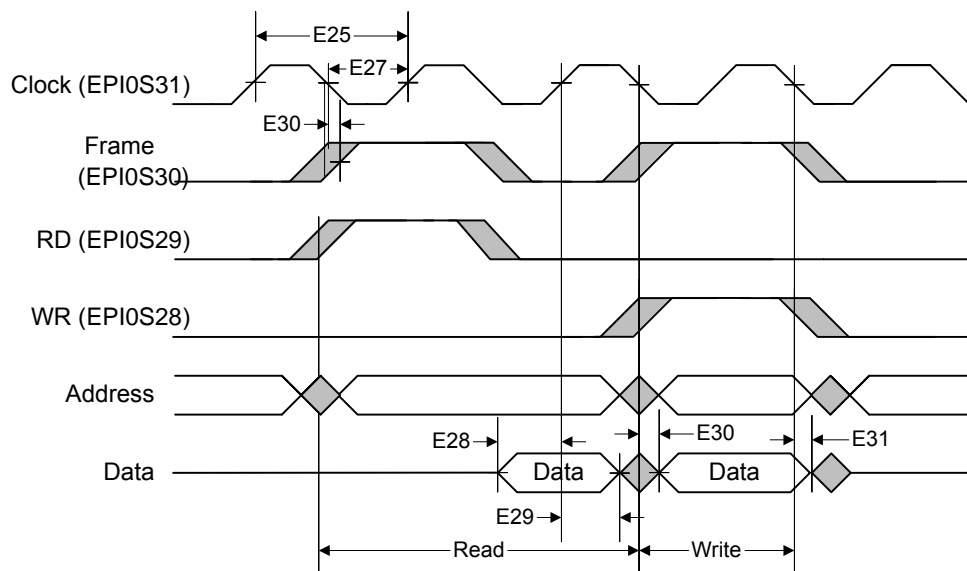 E25
Clock (EPI0S31)
E27
E30
Frame
(EPI0S30)
RD (EPI0S29)
WR (EPI0S28)
Address
E28
E30
E31
Data
Data
Data
E29
Read
Write